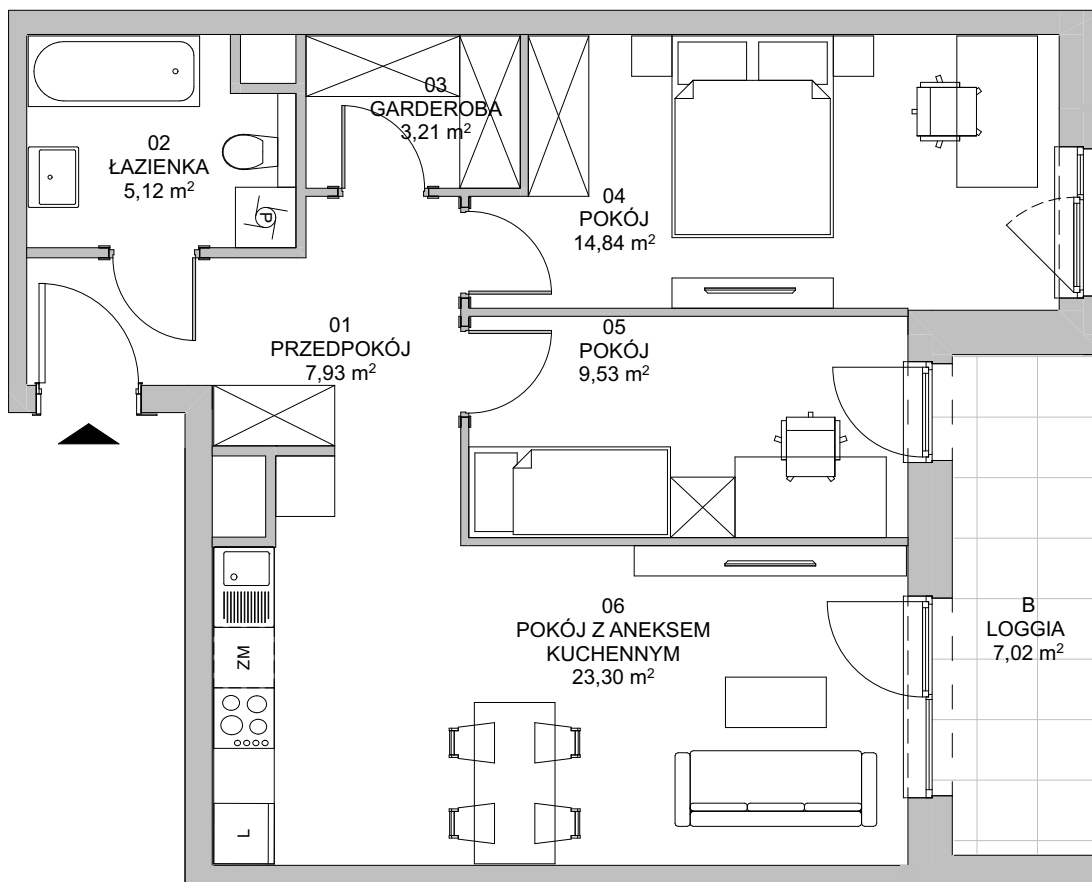 03
GARDEROBA
3,21 m²
02
ŁAZIENKA
5,12 m²
P
04
POKÓJ
14,84 m²
01
PRZEDPOKÓJ
7,93 m²
05
POKÓJ
9,53 m²
06
POKÓJ Z ANEKSEM
KUCHENNYM
23,30 m²
B
LOGGIA
7,02 m²
ZM
L